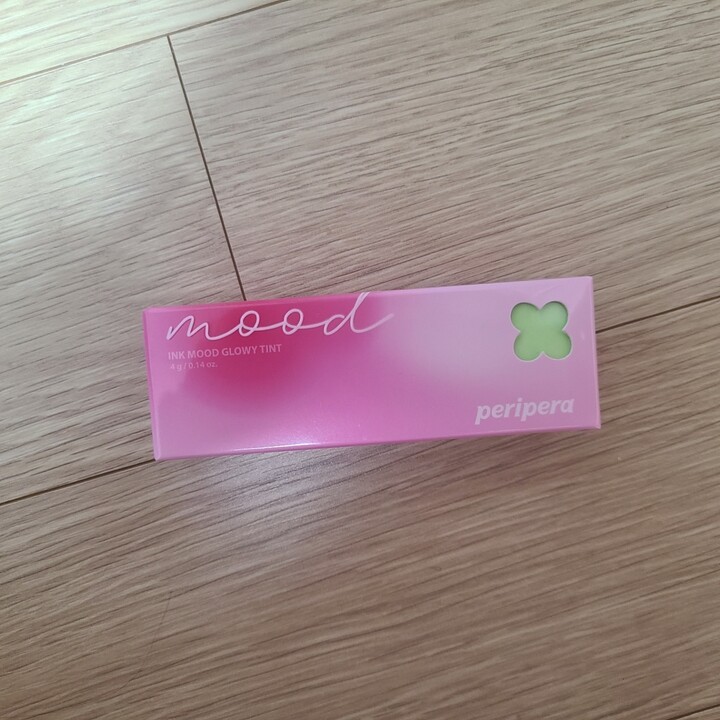 mood
INK MOOD GLOWY TINT
4 g / 0.14 oz.
peripera